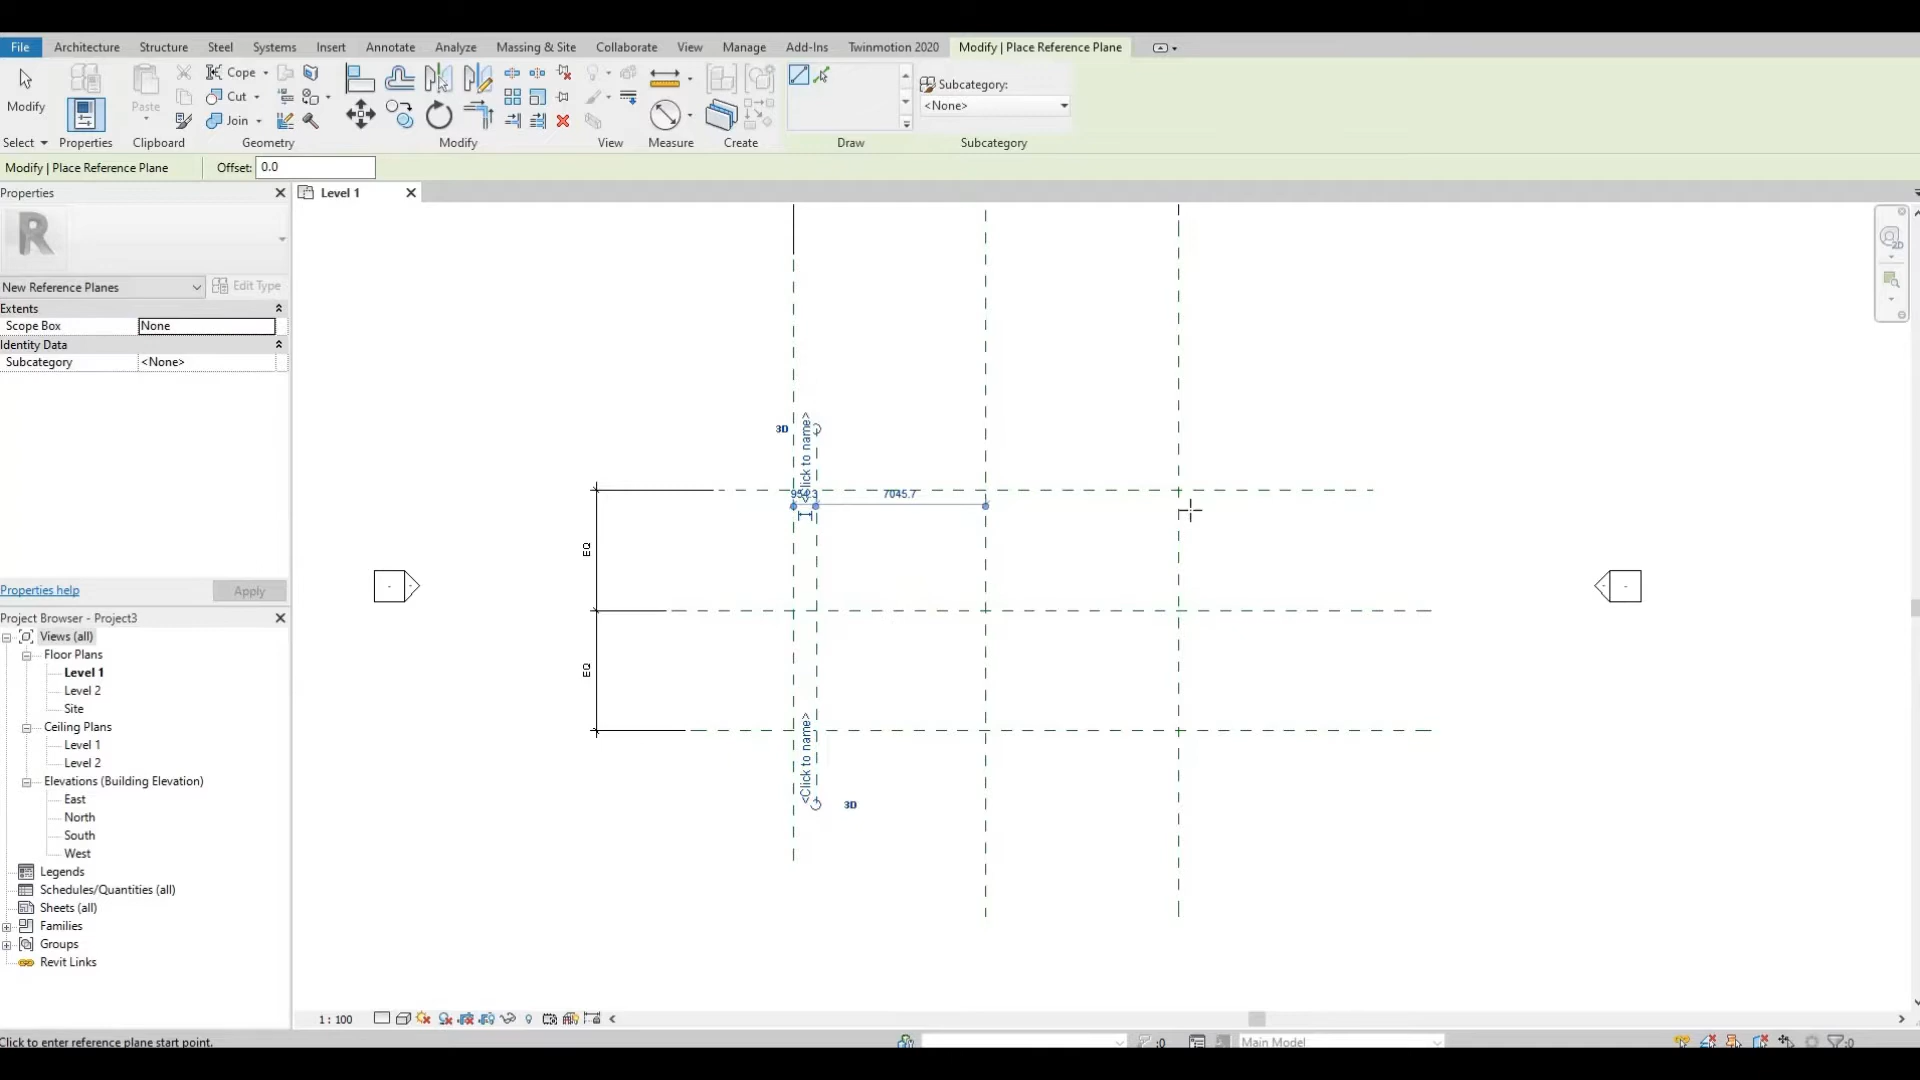 File Architecture Structure Steel Systems Insert Annotate Analyze Massing & Site Collaborate View Manage Add-Ins Twinmotion 2020 Modify | Place Reference Plane
Cope
Subcategory:
Modify Paste Cut <None>
Join
Select Properties Clipboard Geometry Modify View Measure Create Draw Subcategory
Modify | Place Reference Plane Offset: 0.0
Properties
Level 1
R
2D
New Reference Planes Edit Type
Extents
Scope Box None
Identity Data
Subcategory <None>
3D
<Click to name>
954.3 7045.7
EQ
EQ
<Click to name>
3D
Properties help Apply
Project Browser - Project3
Views (all)
Floor Plans
Level 1
Level 2
Site
Ceiling Plans
Level 1
Level 2
Elevations (Building Elevation)
East
North
South
West
Legends
Schedules/Quantities (all)
Sheets (all)
Families
Groups
Revit Links
1 : 100
Click to enter reference plane start point. :0 Main Model :0